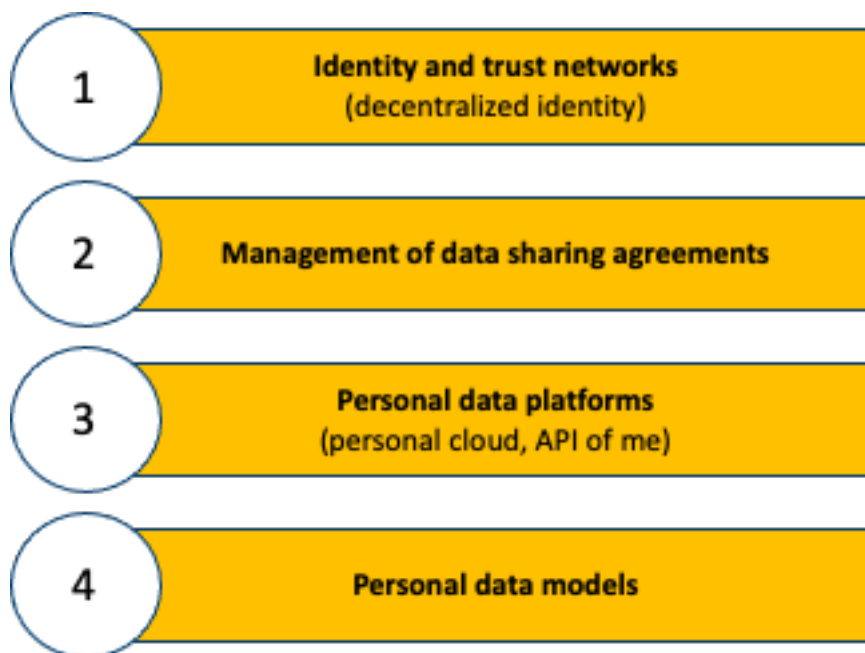 1
Identity and trust networks
(decentralized identity)
2
Management of data sharing agreements
3
Personal data platforms
(personal cloud, API of me)
4
Personal data models